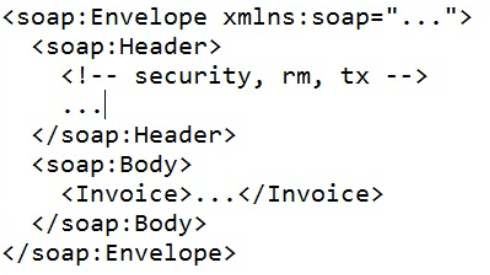 <soap:Envelope xmlns:soap="...">
  <soap:Header>
    <!-- security, rm, tx -->
    ...
  </soap:Header>
  <soap:Body>
    <Invoice>...</Invoice>
  </soap:Body>
</soap:Envelope>